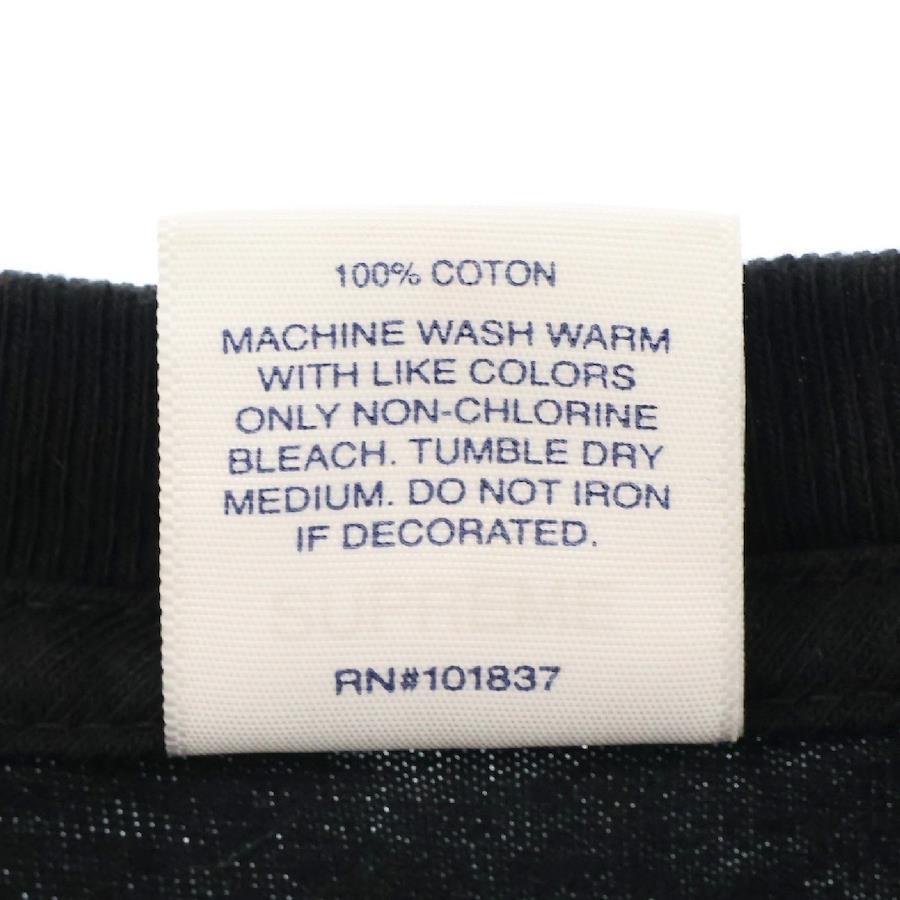 100% COTON
MACHINE WASH WARM
WITH LIKE COLORS
ONLY NON-CHLORINE
BLEACH. TUMBLE DRY
MEDIUM. DO NOT IRON
IF DECORATED.
SUPREME
RN#101837